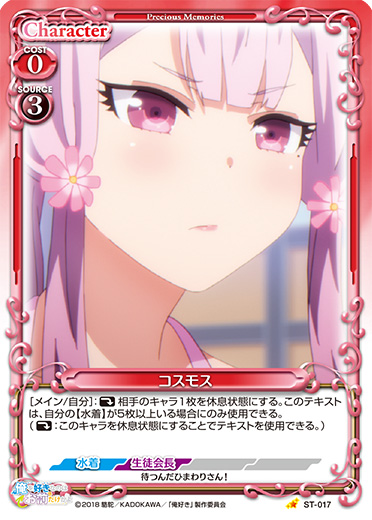 Precious Memories
Character
COST
0
SOURCE
3
コスモス
[メイン/自分]:相手のキャラ1枚を休息状態にする。このテキスト
は、自分の【水着】が5枚以上いる場合にのみ使用できる。
(:このキャラを休息状態にすることでテキストを使用できる。)
水着 生徒会長
待つんだひまわりさん!
©2018 駱駝/KADOKAWA/「俺好き」製作委員会 ST-017